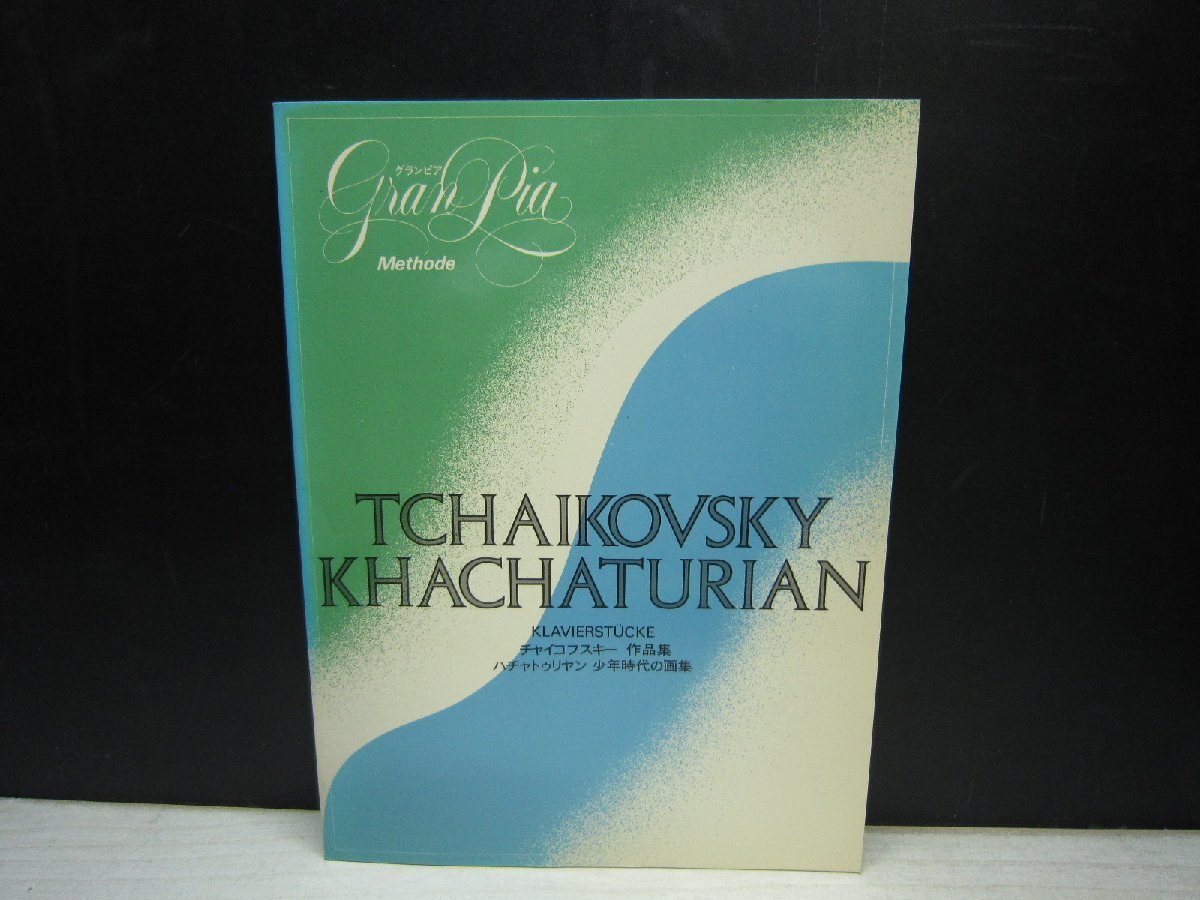 グランピア
Gran Pia
Methode
TCHAIKOVSKY
KHACHATURIAN
KLAVIERSTÜCKE
チャイコフスキー 作品集
ハチャトゥリヤン 少年時代の画集